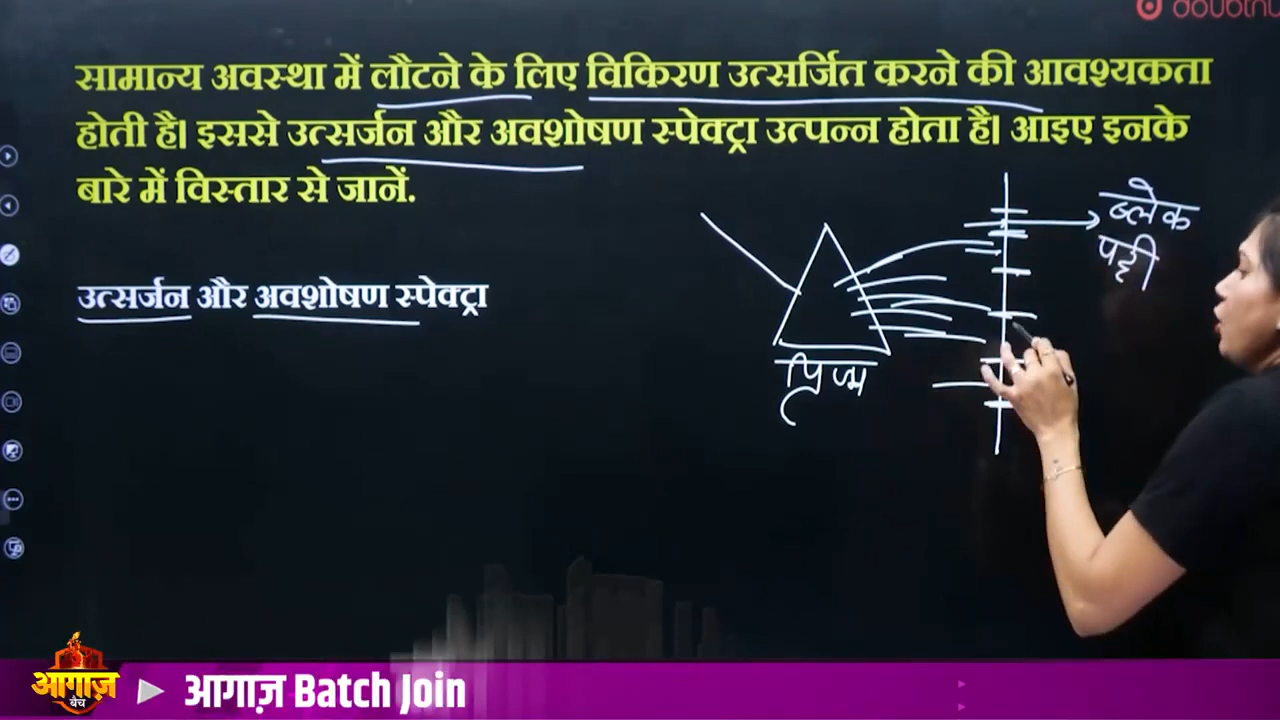 doubtnu
सामान्य अवस्था में लौटने के लिए विकिरण उत्सर्जित करने की आवश्यकता
होती है। इससे उत्सर्जन और अवशोषण स्पेक्ट्रा उत्पन्न होता है। आइए इनके
बारे में विस्तार से जानें.
उत्सर्जन और अवशोषण स्पेक्ट्रा
ब्लेक
पट्टी
प्रिज्म
आगाज़
बैच
आगाज़ Batch Join